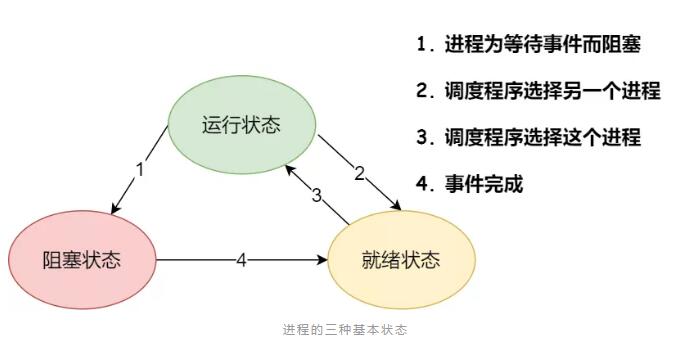 1. 进程为等待事件而阻塞
运行状态
2. 调度程序选择另一个进程
3. 调度程序选择这个进程
1
2
3
4. 事件完成
阻塞状态
4
就绪状态
进程的三种基本状态